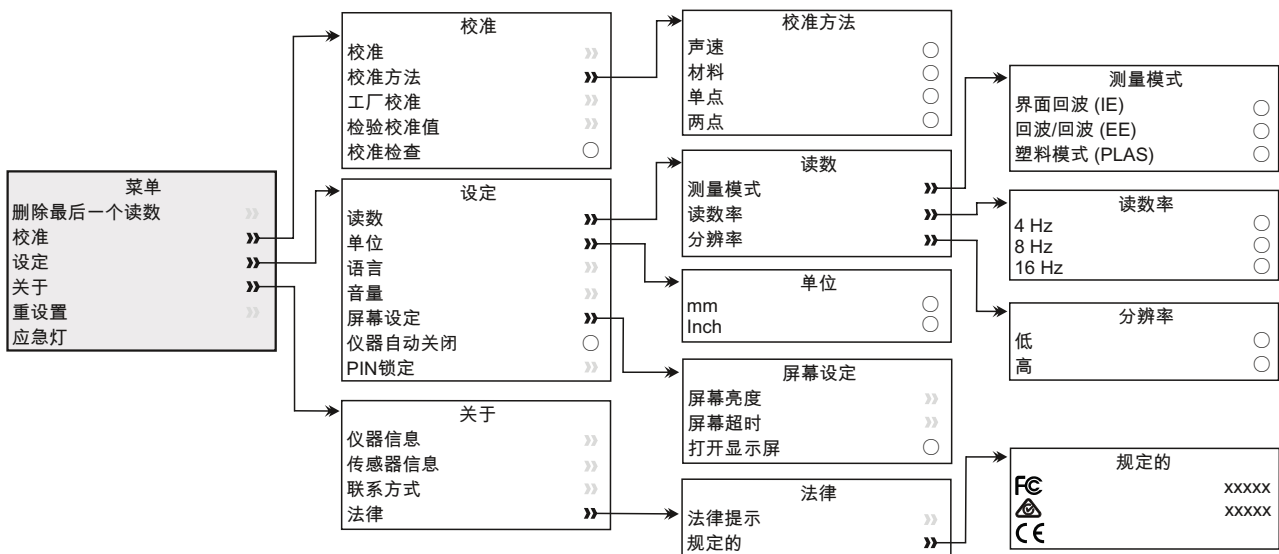 菜单
删除最后一个读数
校准
设定
关于
重设置
应急灯
校准
校准
校准方法
工厂校准
检验校准值
校准检查
设定
读数
单位
语言
音量
屏幕设定
仪器自动关闭
PIN锁定
关于
仪器信息
传感器信息
联系方式
法律
校准方法
声速
材料
单点
两点
读数
测量模式
读数率
分辨率
单位
mm
Inch
屏幕设定
屏幕亮度
屏幕超时
打开显示屏
法律
法律提示
规定的
测量模式
界面回波 (IE)
回波/回波 (EE)
塑料模式 (PLAS)
读数率
4 Hz
8 Hz
16 Hz
分辨率
低
高
规定的
FC xxxxx
xxxxx
CE